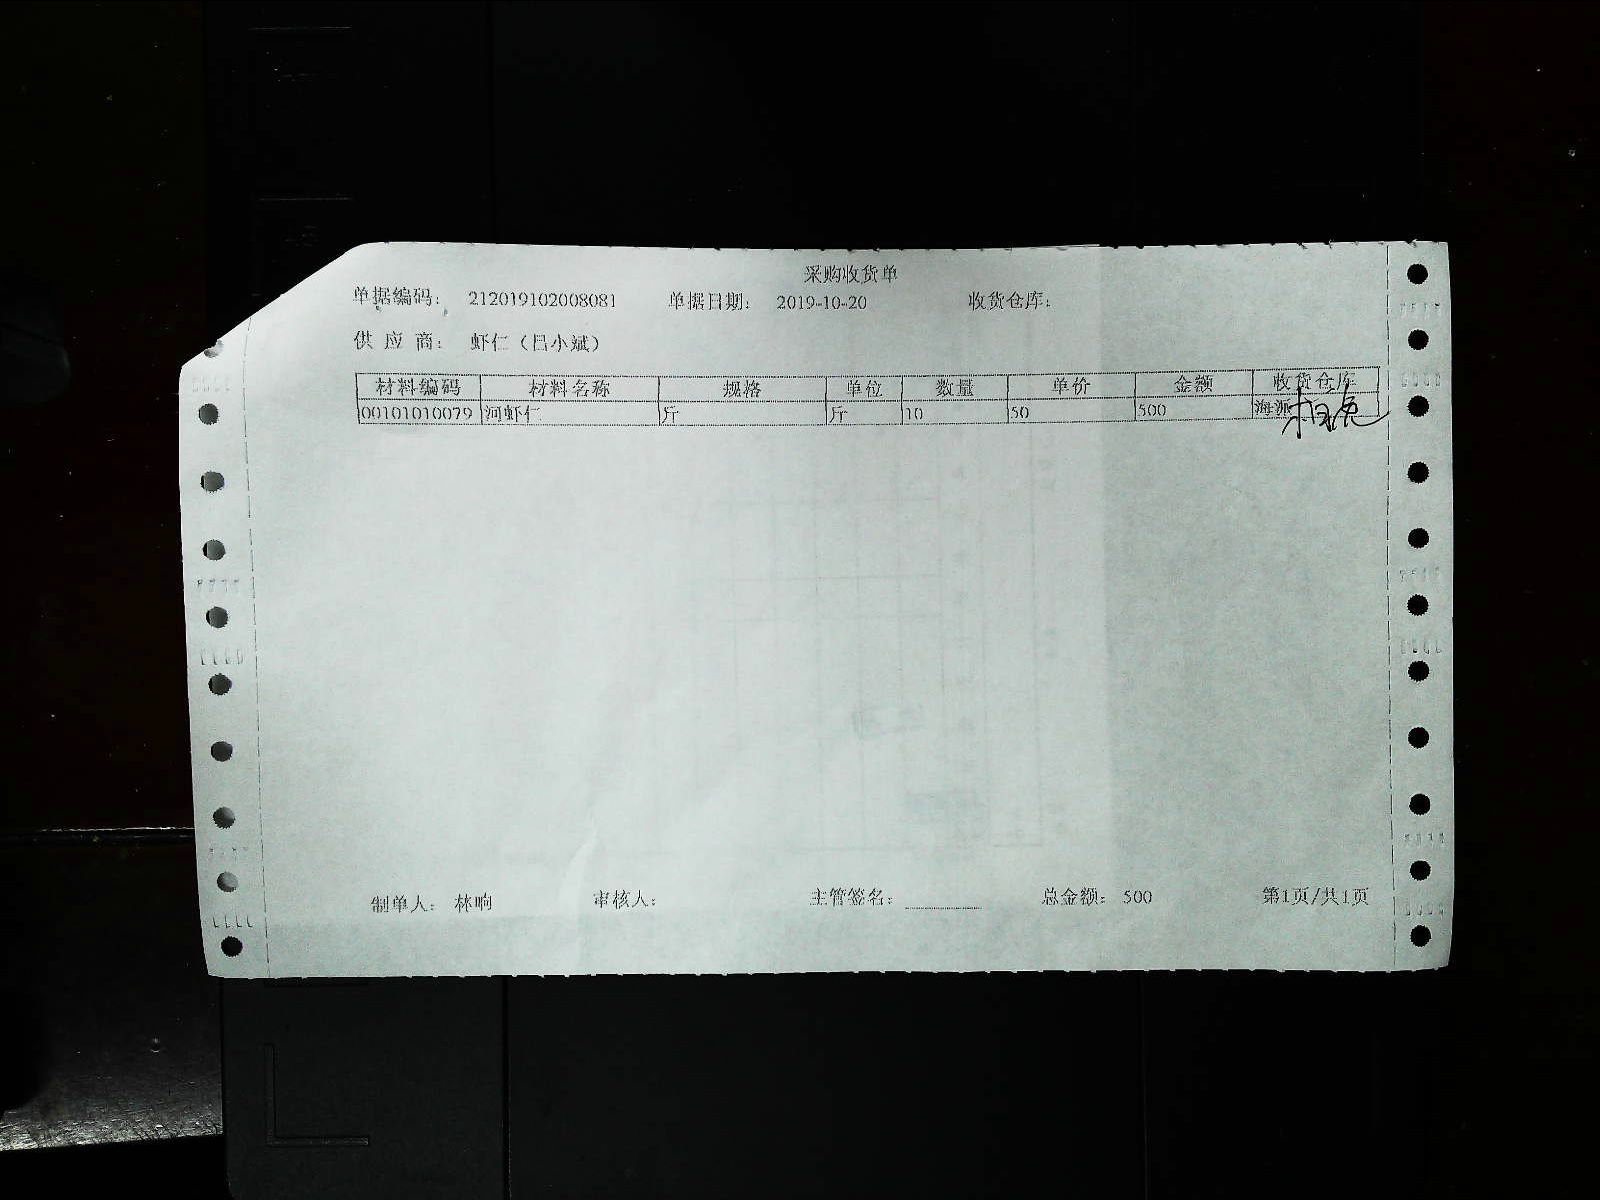 采购收货单
单据编码： 212019102008081 单据日期： 2019-10-20 收货仓库：
供 应 商： 虾仁（吕小斌）
材料编码 材料名称 规格 单位 数量 单价 金额 收货仓库
00101010079 河虾仁 斤 斤 10 50 500 海派
制单人： 林响 审核人： 主管签名： 总金额： 500 第1页/共1页